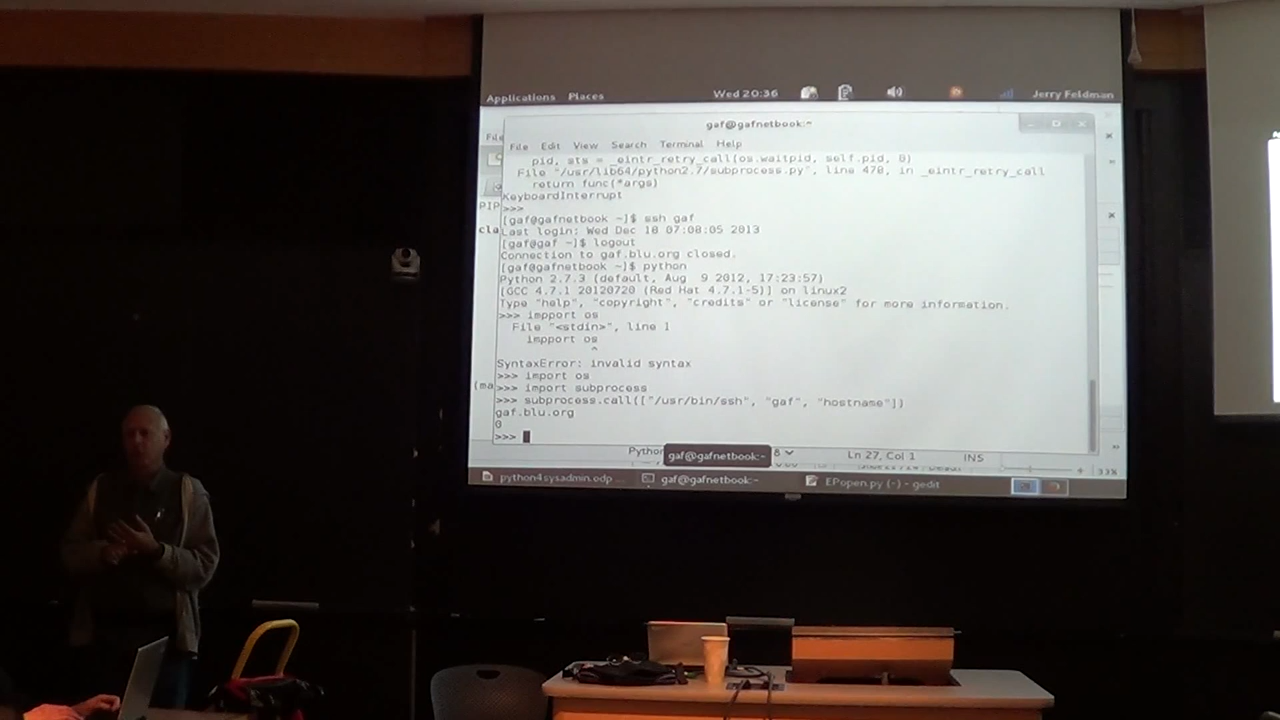 Applications Places Wed 20:36 Jerry Feldman
gaf@gafnetbook:~
File Edit View Search Terminal Help
pid, sts = _eintr_retry_call(os.waitpid, self.pid, 0)
File "/usr/lib64/python2.7/subprocess.py", line 478, in _eintr_retry_call
return func(*args)
KeyboardInterrupt
>>>
[gaf@gafnetbook ~]$ ssh gaf
Last login: Wed Dec 18 07:08:05 2013
[gaf@gaf ~]$ logout
Connection to gaf.blu.org closed.
[gaf@gafnetbook ~]$ python
Python 2.7.3 (default, Aug  9 2012, 17:23:57)
[GCC 4.7.1 20120720 (Red Hat 4.7.1-5)] on linux2
Type "help", "copyright", "credits" or "license" for more information.
>>> impport os
File "<stdin>", line 1
impport os
^
SyntaxError: invalid syntax
>>> import os
>>> import subprocess
>>> subprocess.call(["/usr/bin/ssh", "gaf", "hostname"])
gaf.blu.org
0
>>>
Python gaf@gafnetbook:~ 8 Ln 27, Col 1 INS
33%
python4sysadmin.odp ... gaf@gafnetbook:~ EPopen.py (~) - gedit